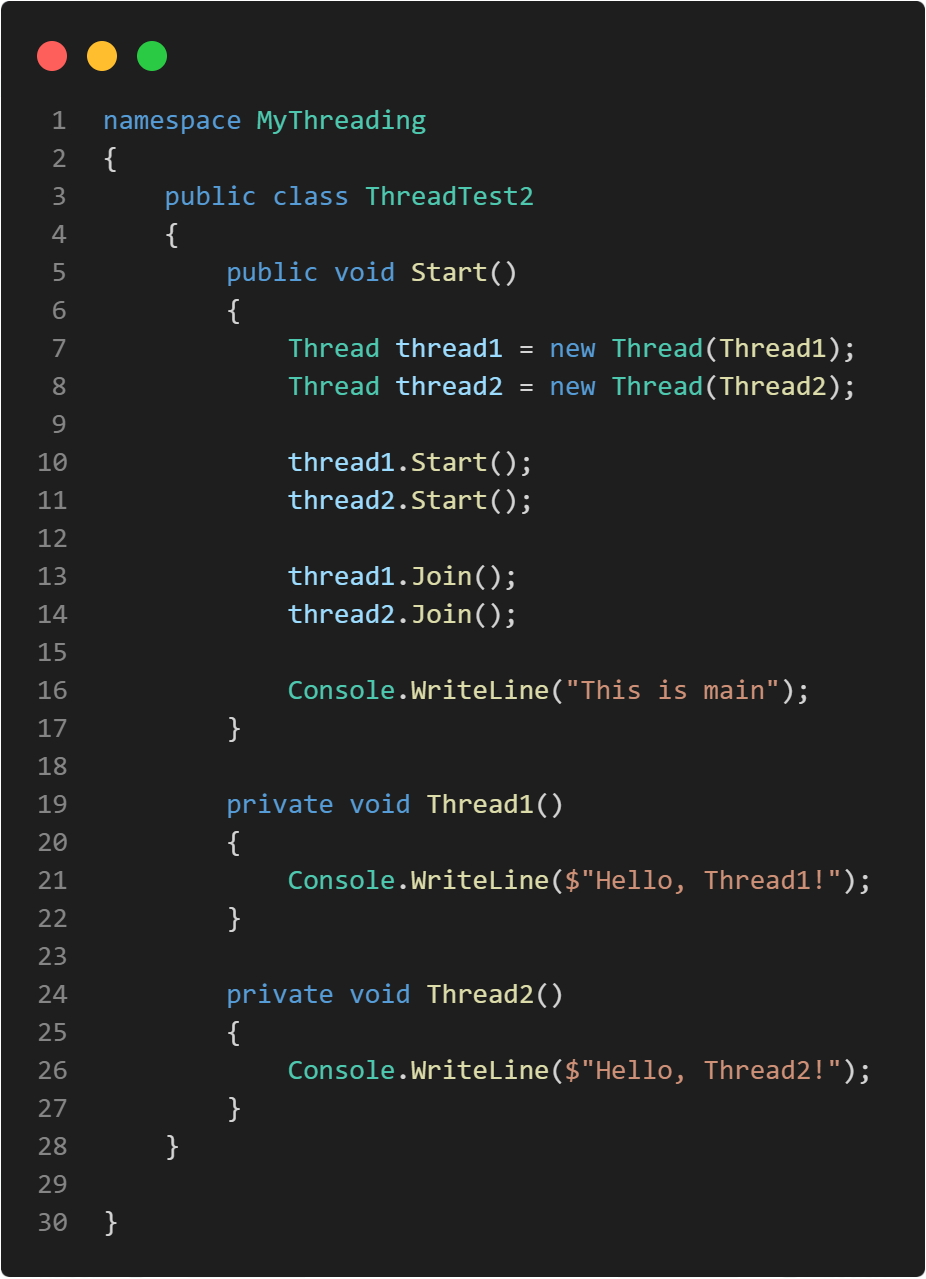 1 namespace MyThreading
2 {
3     public class ThreadTest2
4     {
5         public void Start()
6         {
7             Thread thread1 = new Thread(Thread1);
8             Thread thread2 = new Thread(Thread2);
9
10             thread1.Start();
11             thread2.Start();
12
13             thread1.Join();
14             thread2.Join();
15
16             Console.WriteLine("This is main");
17         }
18
19         private void Thread1()
20         {
21             Console.WriteLine($"Hello, Thread1!");
22         }
23
24         private void Thread2()
25         {
26             Console.WriteLine($"Hello, Thread2!");
27         }
28     }
29
30 }